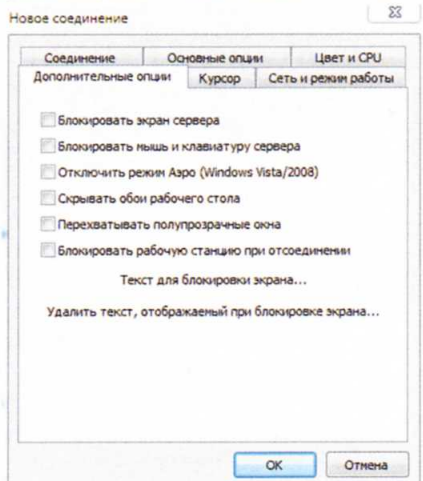 Новое соединение
Соединение Основные опции Цвет и CPU
Дополнительные опции Курсор Сеть и режим работы
Блокировать экран сервера
Блокировать мышь и клавиатуру сервера
Отключить режим Аэро (Windows Vista/2008)
Скрывать обои рабочего стола
Перехватывать полупрозрачные окна
Блокировать рабочую станцию при отсоединении
Текст для блокировки экрана...
Удалить текст, отображаемый при блокировке экрана...
OK Отмена